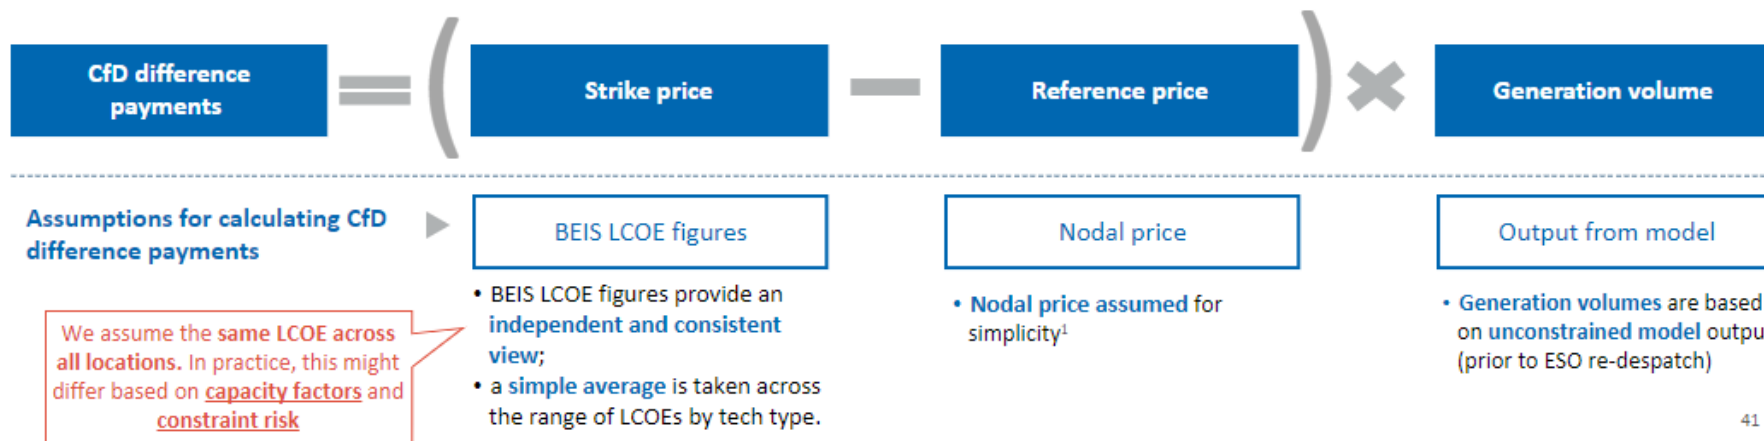 CfD difference
payments
=
(
Strike price
−
Reference price
)
×
Generation volume
Assumptions for calculating CfD
difference payments
BEIS LCOE figures
Nodal price
Output from model
We assume the same LCOE across
all locations. In practice, this might
differ based on capacity factors and
constraint risk
• BEIS LCOE figures provide an
independent and consistent
view;
• a simple average is taken across
the range of LCOEs by tech type.
• Nodal price assumed for
simplicity¹
• Generation volumes are based
on unconstrained model outpu
(prior to ESO re-despatch)
41